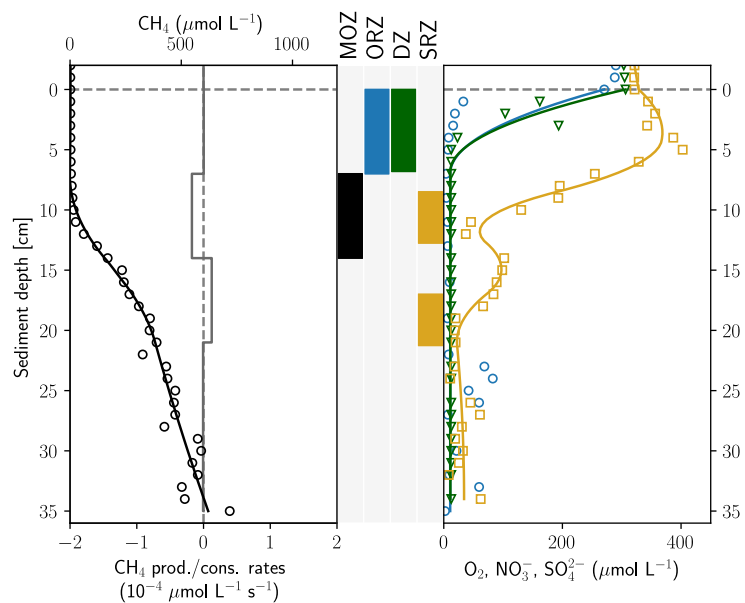 CH₄ (μmol L⁻¹)
0 500 1000
MOZ
ORZ
DZ
SRZ
Sediment depth [cm]
0
5
10
15
20
25
30
35
−2 −1 0 1 2
CH₄ prod./cons. rates
(10⁻⁴ μmol L⁻¹ s⁻¹)
0
5
10
15
20
25
30
35
0 200 400
O₂, NO₃⁻, SO₄²⁻ (μmol L⁻¹)